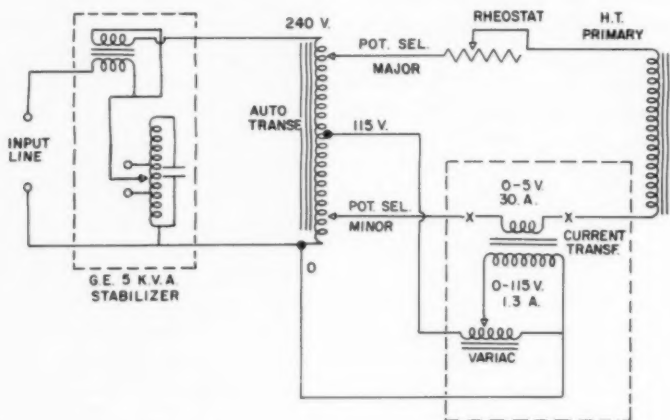 240 V.
RHEOSTAT
H.T.
PRIMARY
POT. SEL.
MAJOR
AUTO
TRANSF.
115 V.
INPUT
LINE
0-5 V.
30. A.
POT. SEL.
MINOR
X
X
CURRENT
TRANSF.
0
G.E. 5 K.V.A.
STABILIZER
0-115 V.
1.3 A.
VARIAC